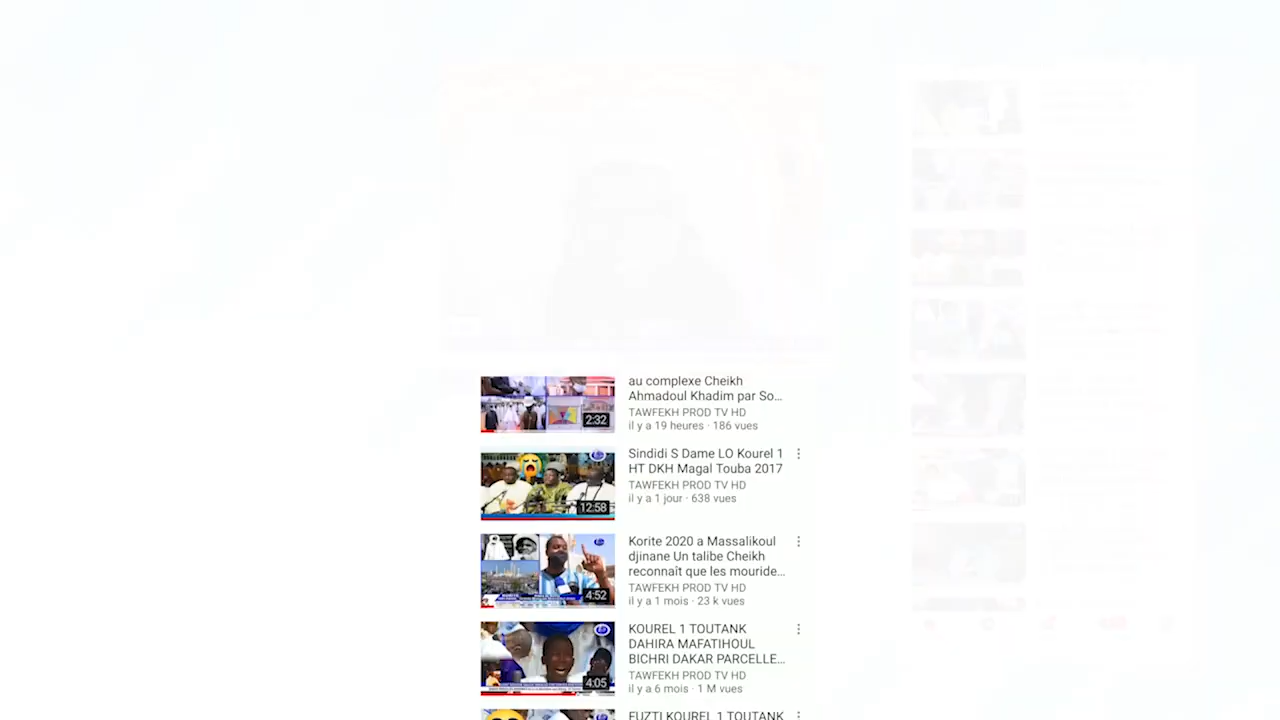 au complexe Cheikh
Ahmadoul Khadim par So...
TAWFEKH PROD TV HD
il y a 19 heures · 186 vues
2:32
Sindidi S Dame LO Kourel 1
HT DKH Magal Touba 2017
TAWFEKH PROD TV HD
il y a 1 jour · 638 vues
12:58
Korite 2020 a Massalikoul
djinane Un talibe Cheikh
reconnaît que les mouride...
TAWFEKH PROD TV HD
il y a 1 mois · 23 k vues
4:52
KOUREL 1 TOUTANK
DAHIRA MAFATIHOUL
BICHRI DAKAR PARCELLE...
TAWFEKH PROD TV HD
il y a 6 mois · 1 M vues
4:05
FUZTI KOUREL 1 TOUTANK